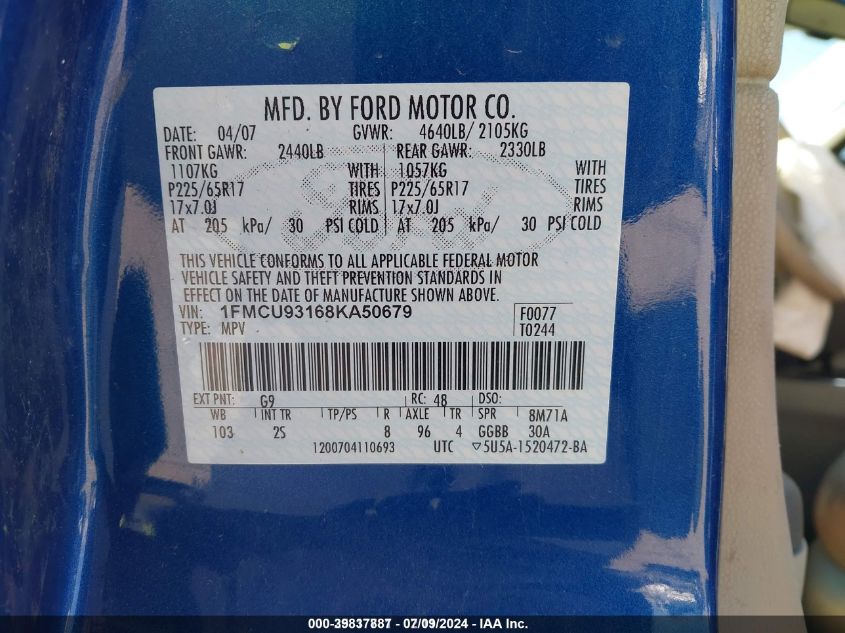 MFD. BY FORD MOTOR CO.
DATE: 04/07 GVWR: 4640LB/ 2105KG
FRONT GAWR: 2440LB REAR GAWR: 2330LB
1107KG WITH 1057KG WITH
P225/65R17 TIRES P225/65R17 TIRES
17x7.0J RIMS 17x7.0J RIMS
AT 205 kPa/ 30 PSI COLD AT 205 kPa/ 30 PSI COLD
THIS VEHICLE CONFORMS TO ALL APPLICABLE FEDERAL MOTOR
VEHICLE SAFETY AND THEFT PREVENTION STANDARDS IN
EFFECT ON THE DATE OF MANUFACTURE SHOWN ABOVE.
VIN: 1FMCU93168KA50679 F0077
TYPE: MPV T0244
EXT PNT: G9 RC: 48 DSO:
WB INT TR TP/PS R AXLE TR SPR 8M71A
103 2S 8 96 4 GGBB 30A
1200704110693 UTC ▽5U5A-1520472-BA
000-39837887 - 07/09/2024 - IAA Inc.